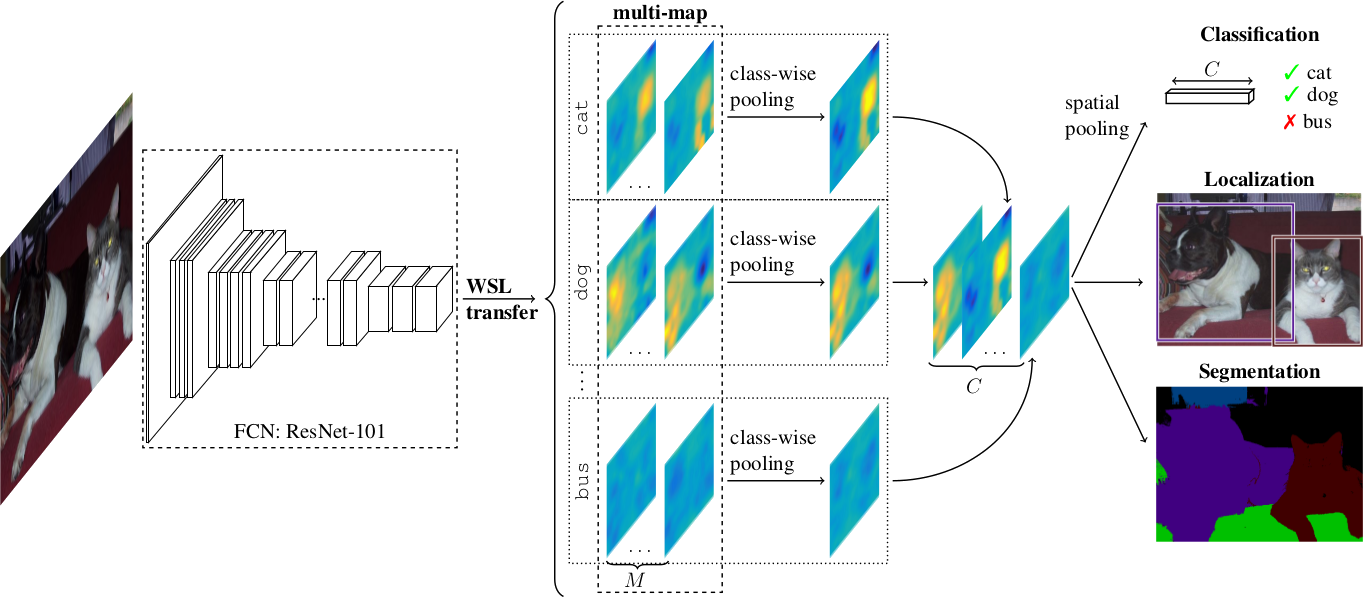 FCN: ResNet-101
WSL
transfer
multi-map
cat
class-wise
pooling
...
dog
class-wise
pooling
...
...
bus
class-wise
pooling
...
M
...
C
spatial
pooling
Classification
C
✓ cat
✓ dog
✗ bus
Localization
Segmentation